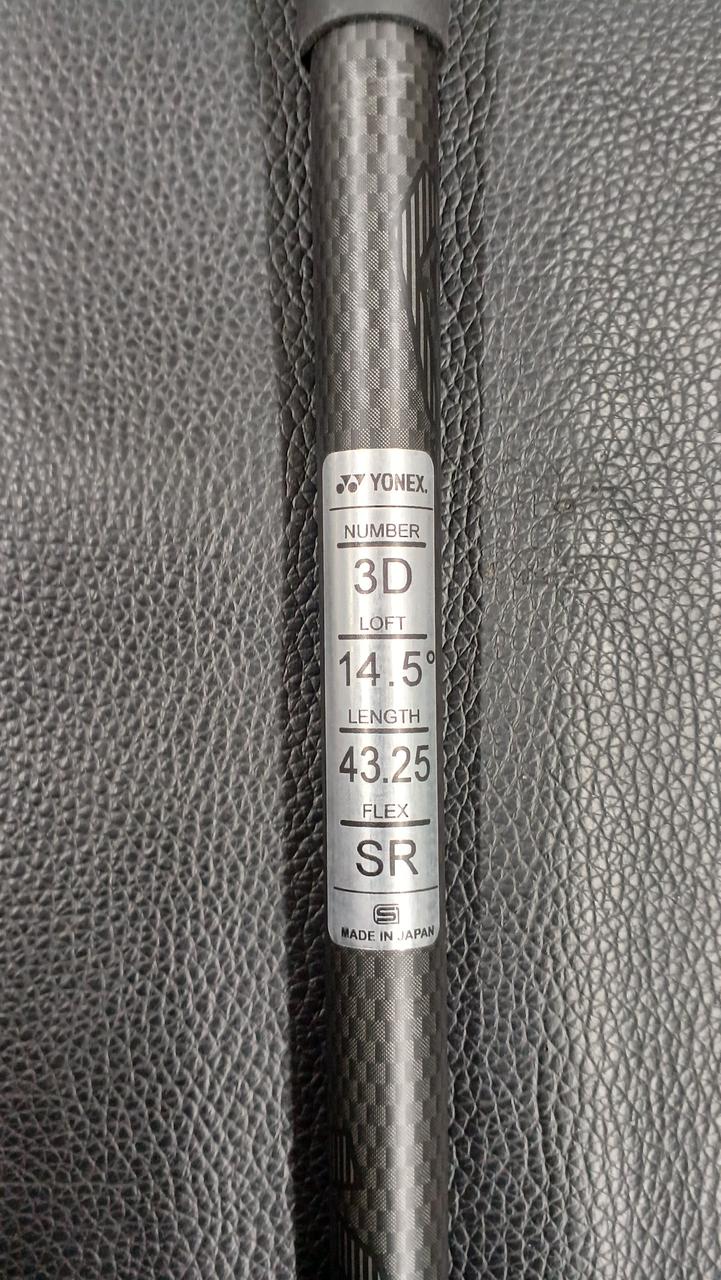 YONEX.
NUMBER
3D
LOFT
14.5°
LENGTH
43.25
FLEX
SR
S
MADE IN JAPAN